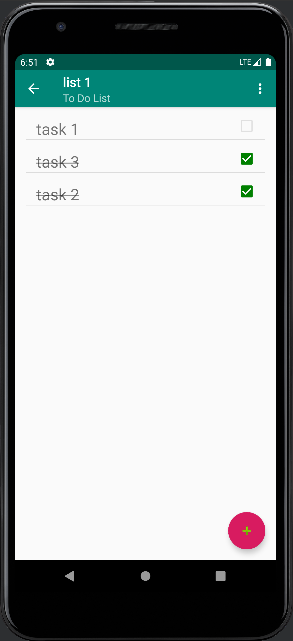 6:51 LTE
list 1
To Do List
task 1
task 3
task 2